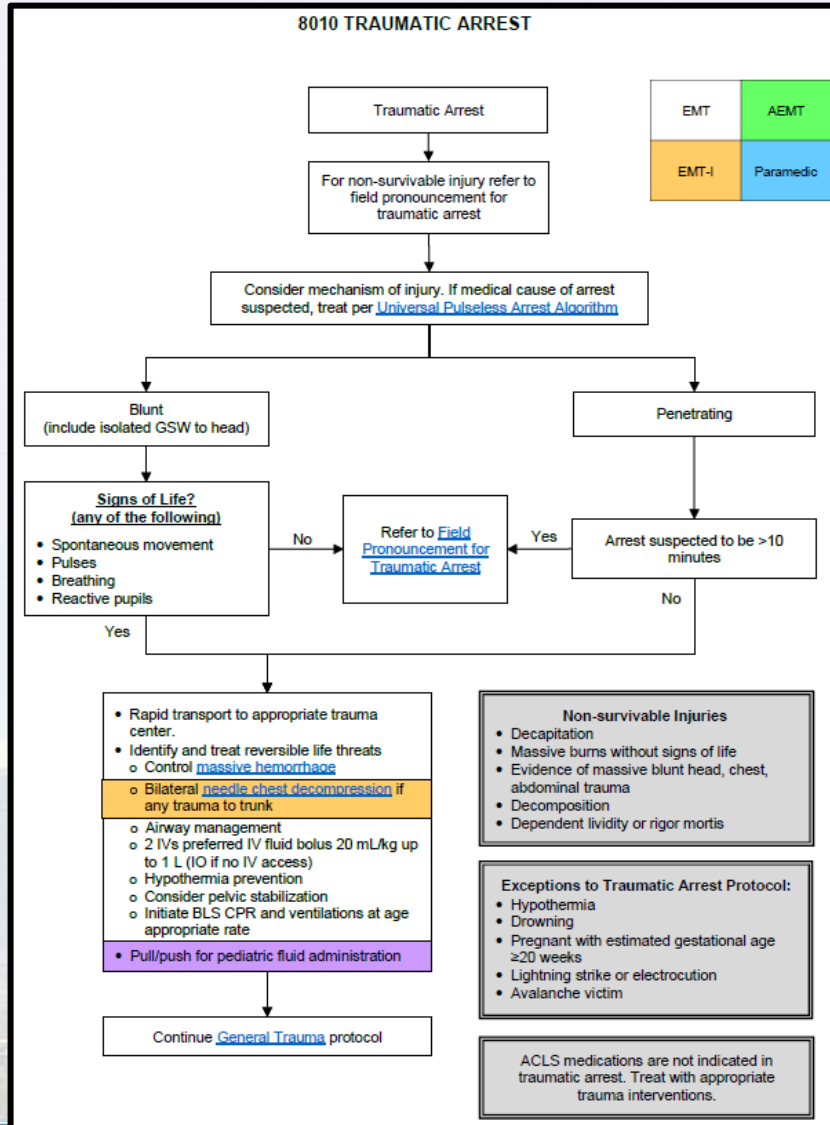 8010 TRAUMATIC ARREST
EMT
AEMT
EMT-I
Paramedic
Traumatic Arrest
For non-survivable injury refer to
field pronouncement for
traumatic arrest
Consider mechanism of injury. If medical cause of arrest
suspected, treat per Universal Pulseless Arrest Algorithm
Blunt
(include isolated GSW to head)
Penetrating
Signs of Life?
(any of the following)
• Spontaneous movement
• Pulses
• Breathing
• Reactive pupils
No
Refer to Field
Pronouncement for
Traumatic Arrest
Yes
Arrest suspected to be >10
minutes
Yes
No
• Rapid transport to appropriate trauma
center.
• Identify and treat reversible life threats
o Control massive hemorrhage
o Bilateral needle chest decompression if
any trauma to trunk
o Airway management
o 2 IVs preferred IV fluid bolus 20 mL/kg up
to 1 L (IO if no IV access)
o Hypothermia prevention
o Consider pelvic stabilization
o Initiate BLS CPR and ventilations at age
appropriate rate
• Pull/push for pediatric fluid administration
Continue General Trauma protocol
Non-survivable Injuries
• Decapitation
• Massive burns without signs of life
• Evidence of massive blunt head, chest,
abdominal trauma
• Decomposition
• Dependent lividity or rigor mortis
Exceptions to Traumatic Arrest Protocol:
• Hypothermia
• Drowning
• Pregnant with estimated gestational age
≥20 weeks
• Lightning strike or electrocution
• Avalanche victim
ACLS medications are not indicated in
traumatic arrest. Treat with appropriate
trauma interventions.